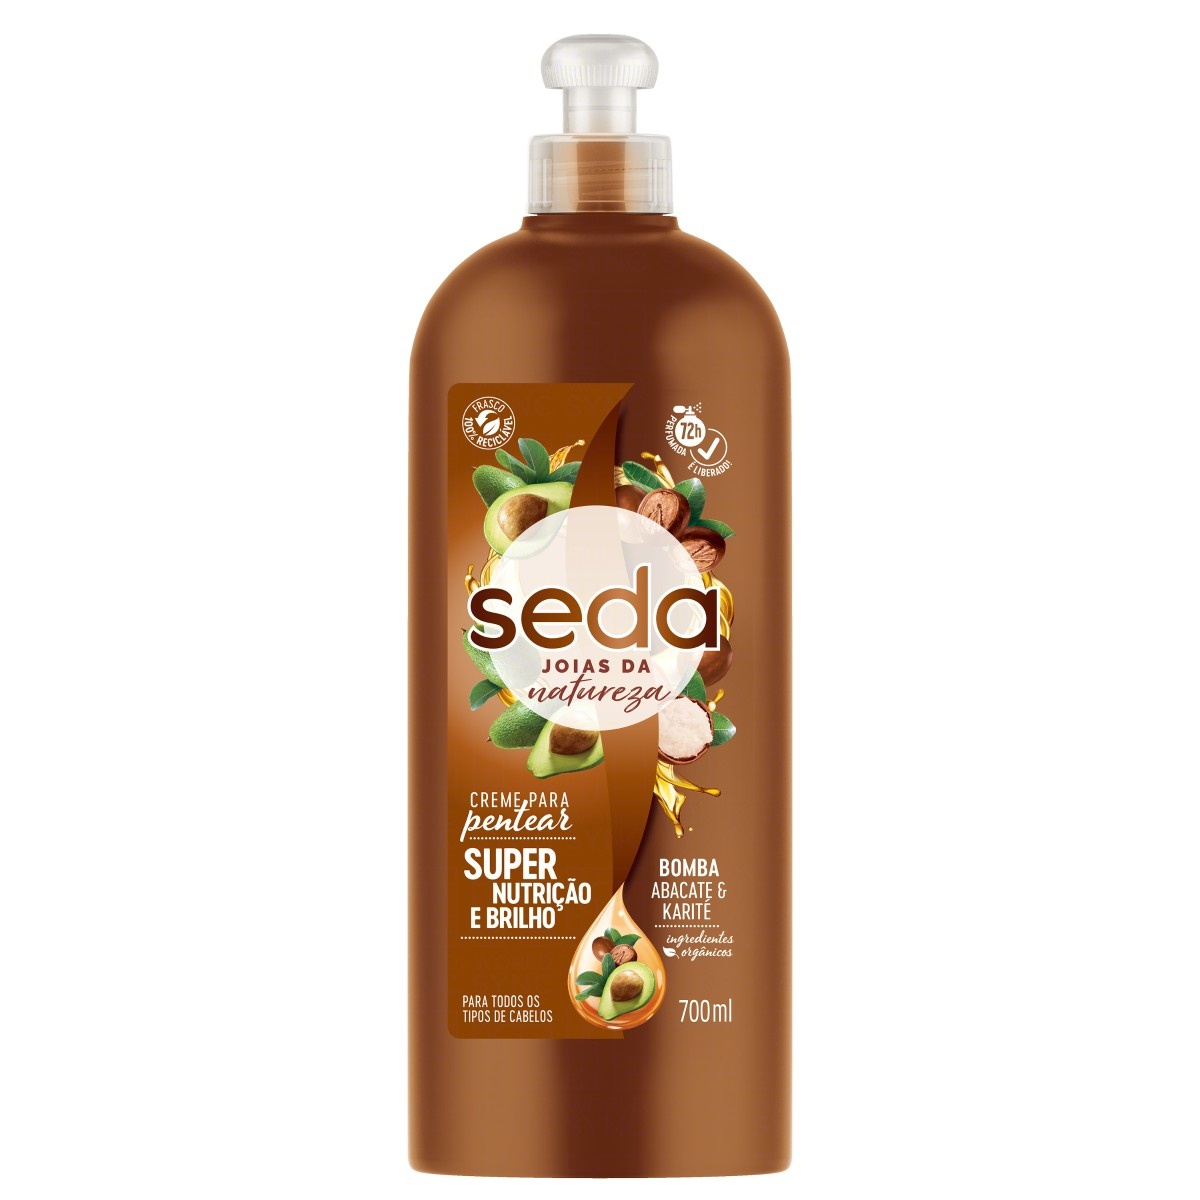 FRASCO
100% RECICLÁVEL
72h
PERFUMADA
É LIBERADO!
seda
JOIAS DA
natureza
CREME PARA
pentear
SUPER
NUTRIÇÃO
E BRILHO
BOMBA
ABACATE &
KARITÉ
ingredientes
orgânicos
PARA TODOS OS
TIPOS DE CABELOS
700ml